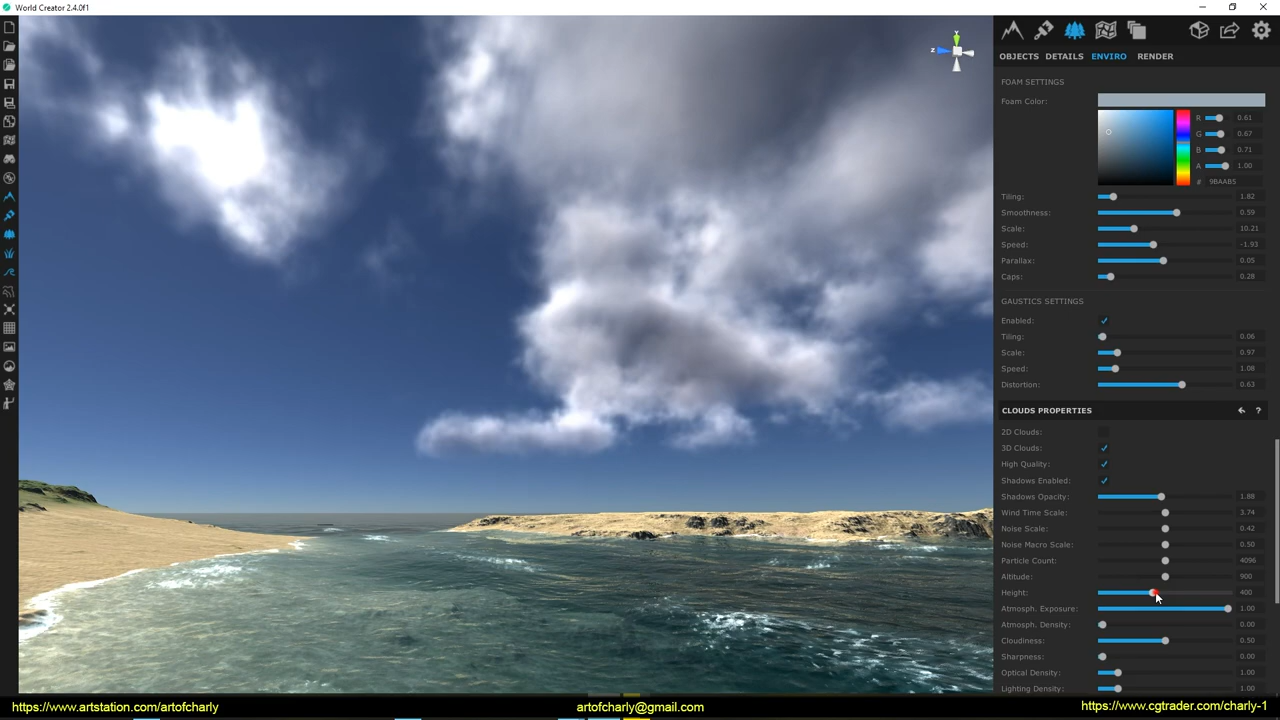 World Creator 2.4.0f1
OBJECTS DETAILS ENVIRO RENDER
FOAM SETTINGS
Foam Color:
R 0.61
G 0.67
B 0.71
A 1.00
# 9BAAB5
Tiling: 1.82
Smoothness: 0.59
Scale: 10.21
Speed: -1.93
Parallax: 0.05
Caps: 0.28
GAUSTICS SETTINGS
Enabled:
Tiling: 0.06
Scale: 0.97
Speed: 1.08
Distortion: 0.63
CLOUDS PROPERTIES ?
2D Clouds:
3D Clouds:
High Quality:
Shadows Enabled:
Shadows Opacity: 1.88
Wind Time Scale: 3.74
Noise Scale: 0.42
Noise Macro Scale: 0.50
Particle Count: 4096
Altitude: 900
Height: 400
Atmosph. Exposure: 1.00
Atmosph. Density: 0.00
Cloudiness: 0.50
Sharpness: 0.00
Optical Density: 1.00
Lighting Density: 1.00
Y
Z
https://www.artstation.com/artofcharly artofcharly@gmail.com https://www.cgtrader.com/charly-1